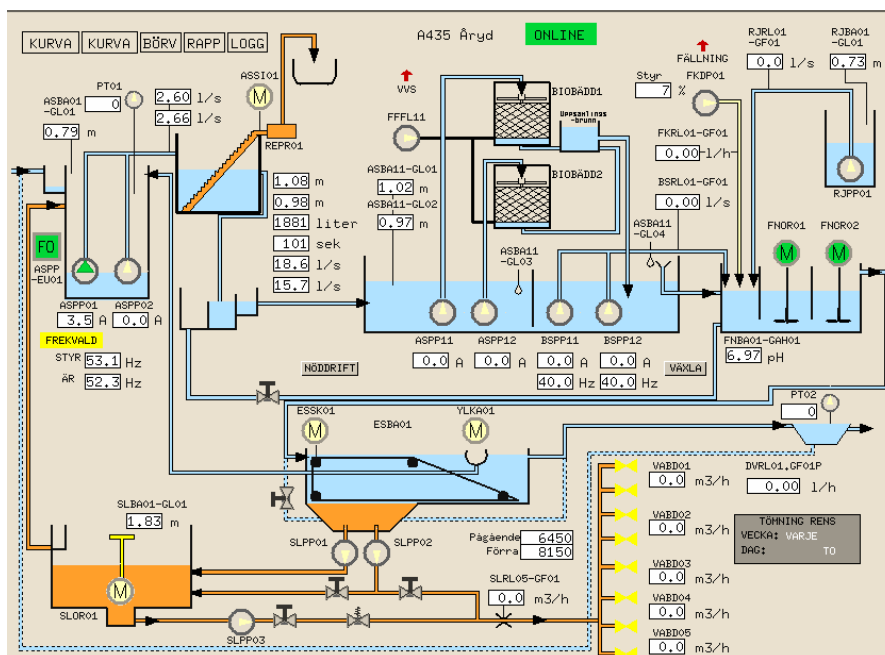 KURVA KURVA BÖRV RAPP LOGG
A435 Åryd ONLINE
PT01
0
ASBA01
-GL01
0.79 m
2.60 l/s
2.66 l/s
ASSI01
M
REPR01
VVS
FFFL11
BIOBÄDD1
Uppsamlings
-brunn
BIOBÄDD2
FÄLLNING
FKDP01
Styr
7 %
RJRL01
-GF01
0.0 l/s
RJBA01
-GL01
0.73 m
RJPP01
FKRL01-GF01
0.00 l/h
BSRL01-GF01
0.00 l/s
ASBA11-GL01
1.02 m
ASBA11-GL02
0.97 m
1.08 m
0.98 m
1881 liter
101 sek
18.6 l/s
15.7 l/s
ASBA11
-GL03
ASBA11
-GL04
FNOR01
M
FNOR02
M
FO
ASPP
-EU01
ASPP01
3.5 A
ASPP02
0.0 A
FREKVALD
STYR 53.1 Hz
ÄR 52.3 Hz
ASPP11
0.0 A
ASPP12
0.0 A
BSPP11
0.0 A
40.0 Hz
BSPP12
0.0 A
40.0 Hz
NÖDDRIFT
VÄXLA
FNBA01-GAH01
6.97 pH
PT02
0
ESSK01
M
ESBA01
YLKA01
M
SLBA01-GL01
1.83 m
M
SLOR01
SLPP01
SLPP02
SLPP03
Pågående 6450
Förra 8150
SLRL05-GF01
0.0 m3/h
VABD01
0.0 m3/h
VABD02
0.0 m3/h
VABD03
0.0 m3/h
VABD04
0.0 m3/h
VABD05
0.0 m3/h
DVRL01.GF01P
0.00 l/h
TÖMNING RENS
VECKA: VARJE
DAG: TO